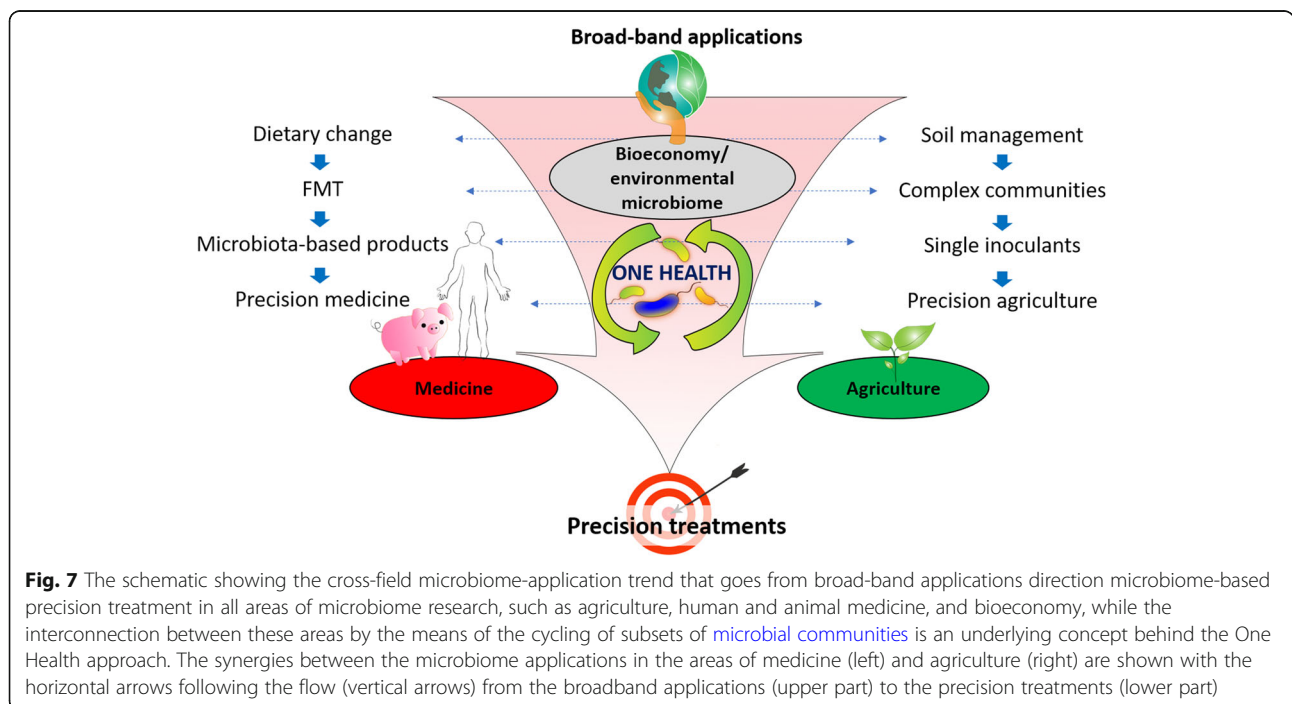 Broad-band applications
Dietary change
FMT
Microbiota-based products
Precision medicine
Bioeconomy/
environmental
microbiome
ONE HEALTH
Soil management
Complex communities
Single inoculants
Precision agriculture
Medicine
Agriculture
Precision treatments
Fig. 7 The schematic showing the cross-field microbiome-application trend that goes from broad-band applications direction microbiome-based
precision treatment in all areas of microbiome research, such as agriculture, human and animal medicine, and bioeconomy, while the
interconnection between these areas by the means of the cycling of subsets of microbial communities is an underlying concept behind the One
Health approach. The synergies between the microbiome applications in the areas of medicine (left) and agriculture (right) are shown with the
horizontal arrows following the flow (vertical arrows) from the broadband applications (upper part) to the precision treatments (lower part)